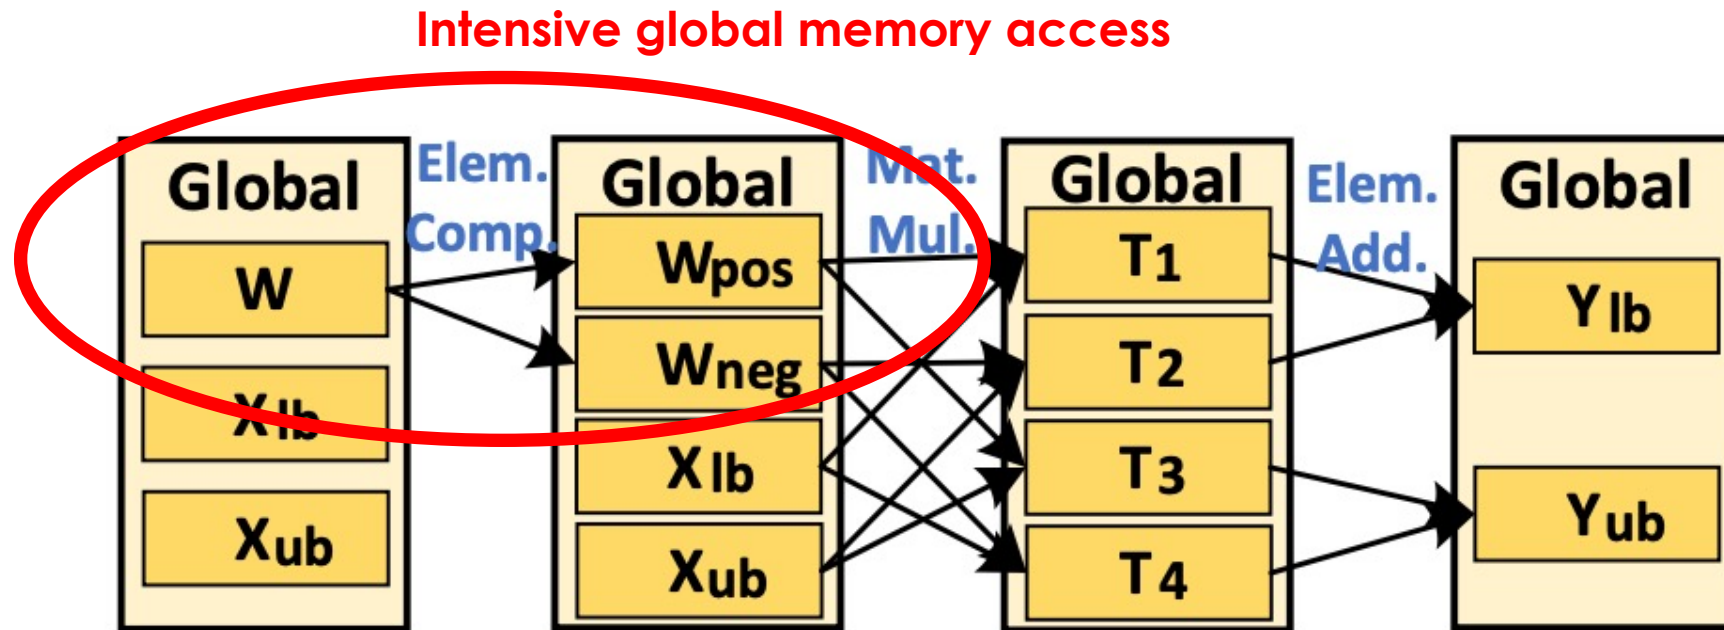 Intensive global memory access
Global
W
Xlb
Xub
Elem.
Comp.
Global
Wpos
Wneg
Xlb
Xub
Mat.
Mul.
Global
T1
T2
T3
T4
Elem.
Add.
Global
Ylb
Yub